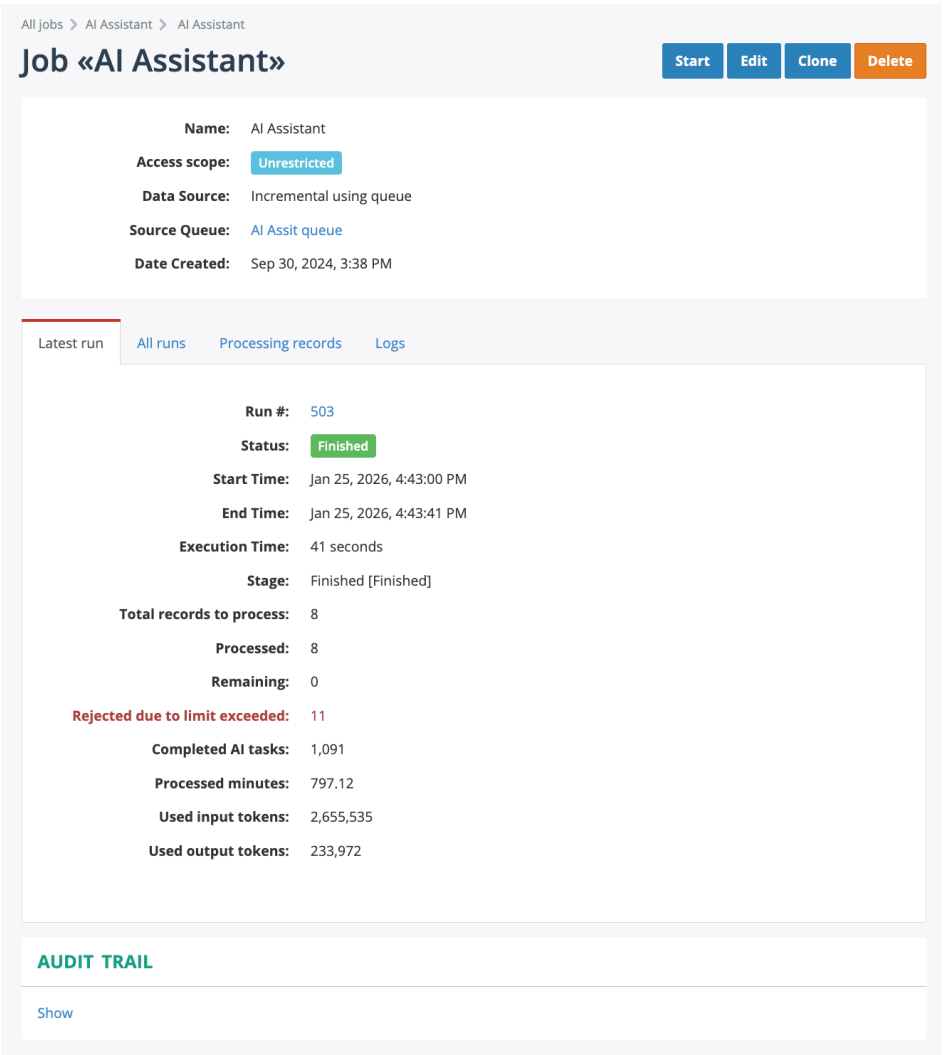 All jobs > AI Assistant > AI Assistant
Job «AI Assistant»
Start Edit Clone Delete
Name: AI Assistant
Access scope: Unrestricted
Data Source: Incremental using queue
Source Queue: AI Assit queue
Date Created: Sep 30, 2024, 3:38 PM
Latest run All runs Processing records Logs
Run #: 503
Status: Finished
Start Time: Jan 25, 2026, 4:43:00 PM
End Time: Jan 25, 2026, 4:43:41 PM
Execution Time: 41 seconds
Stage: Finished [Finished]
Total records to process: 8
Processed: 8
Remaining: 0
Rejected due to limit exceeded: 11
Completed AI tasks: 1,091
Processed minutes: 797.12
Used input tokens: 2,655,535
Used output tokens: 233,972
AUDIT TRAIL
Show